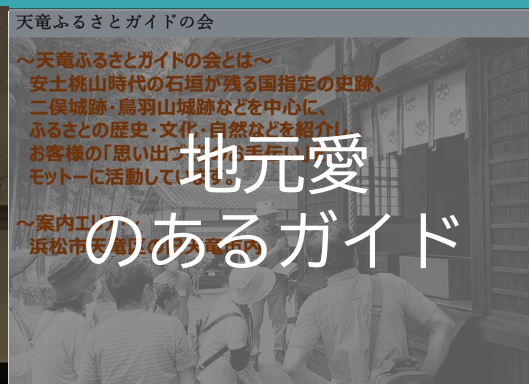 天竜ふるさとガイドの会
～天竜ふるさとガイドの会とは～
安土桃山時代の石垣が残る国指定の史跡、
二俣城跡・鳥羽山城跡などを中心に、
ふるさとの歴史・文化・自然などを紹介し
お客様の「思い出づ
モットーに活動して
地元愛
のあるガイド
～案内エリア
浜松市天竜区